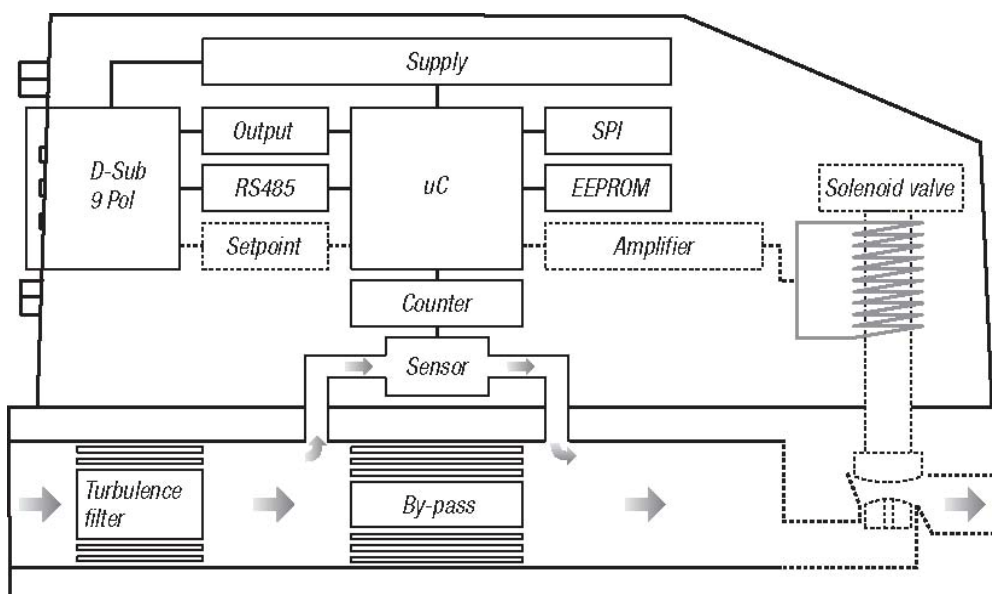 Supply
Output
SPI
D-Sub
9 Pol
uC
RS485
EEPROM
Solenoid valve
Setpoint
Amplifier
Counter
Sensor
Turbulence
filter
By-pass